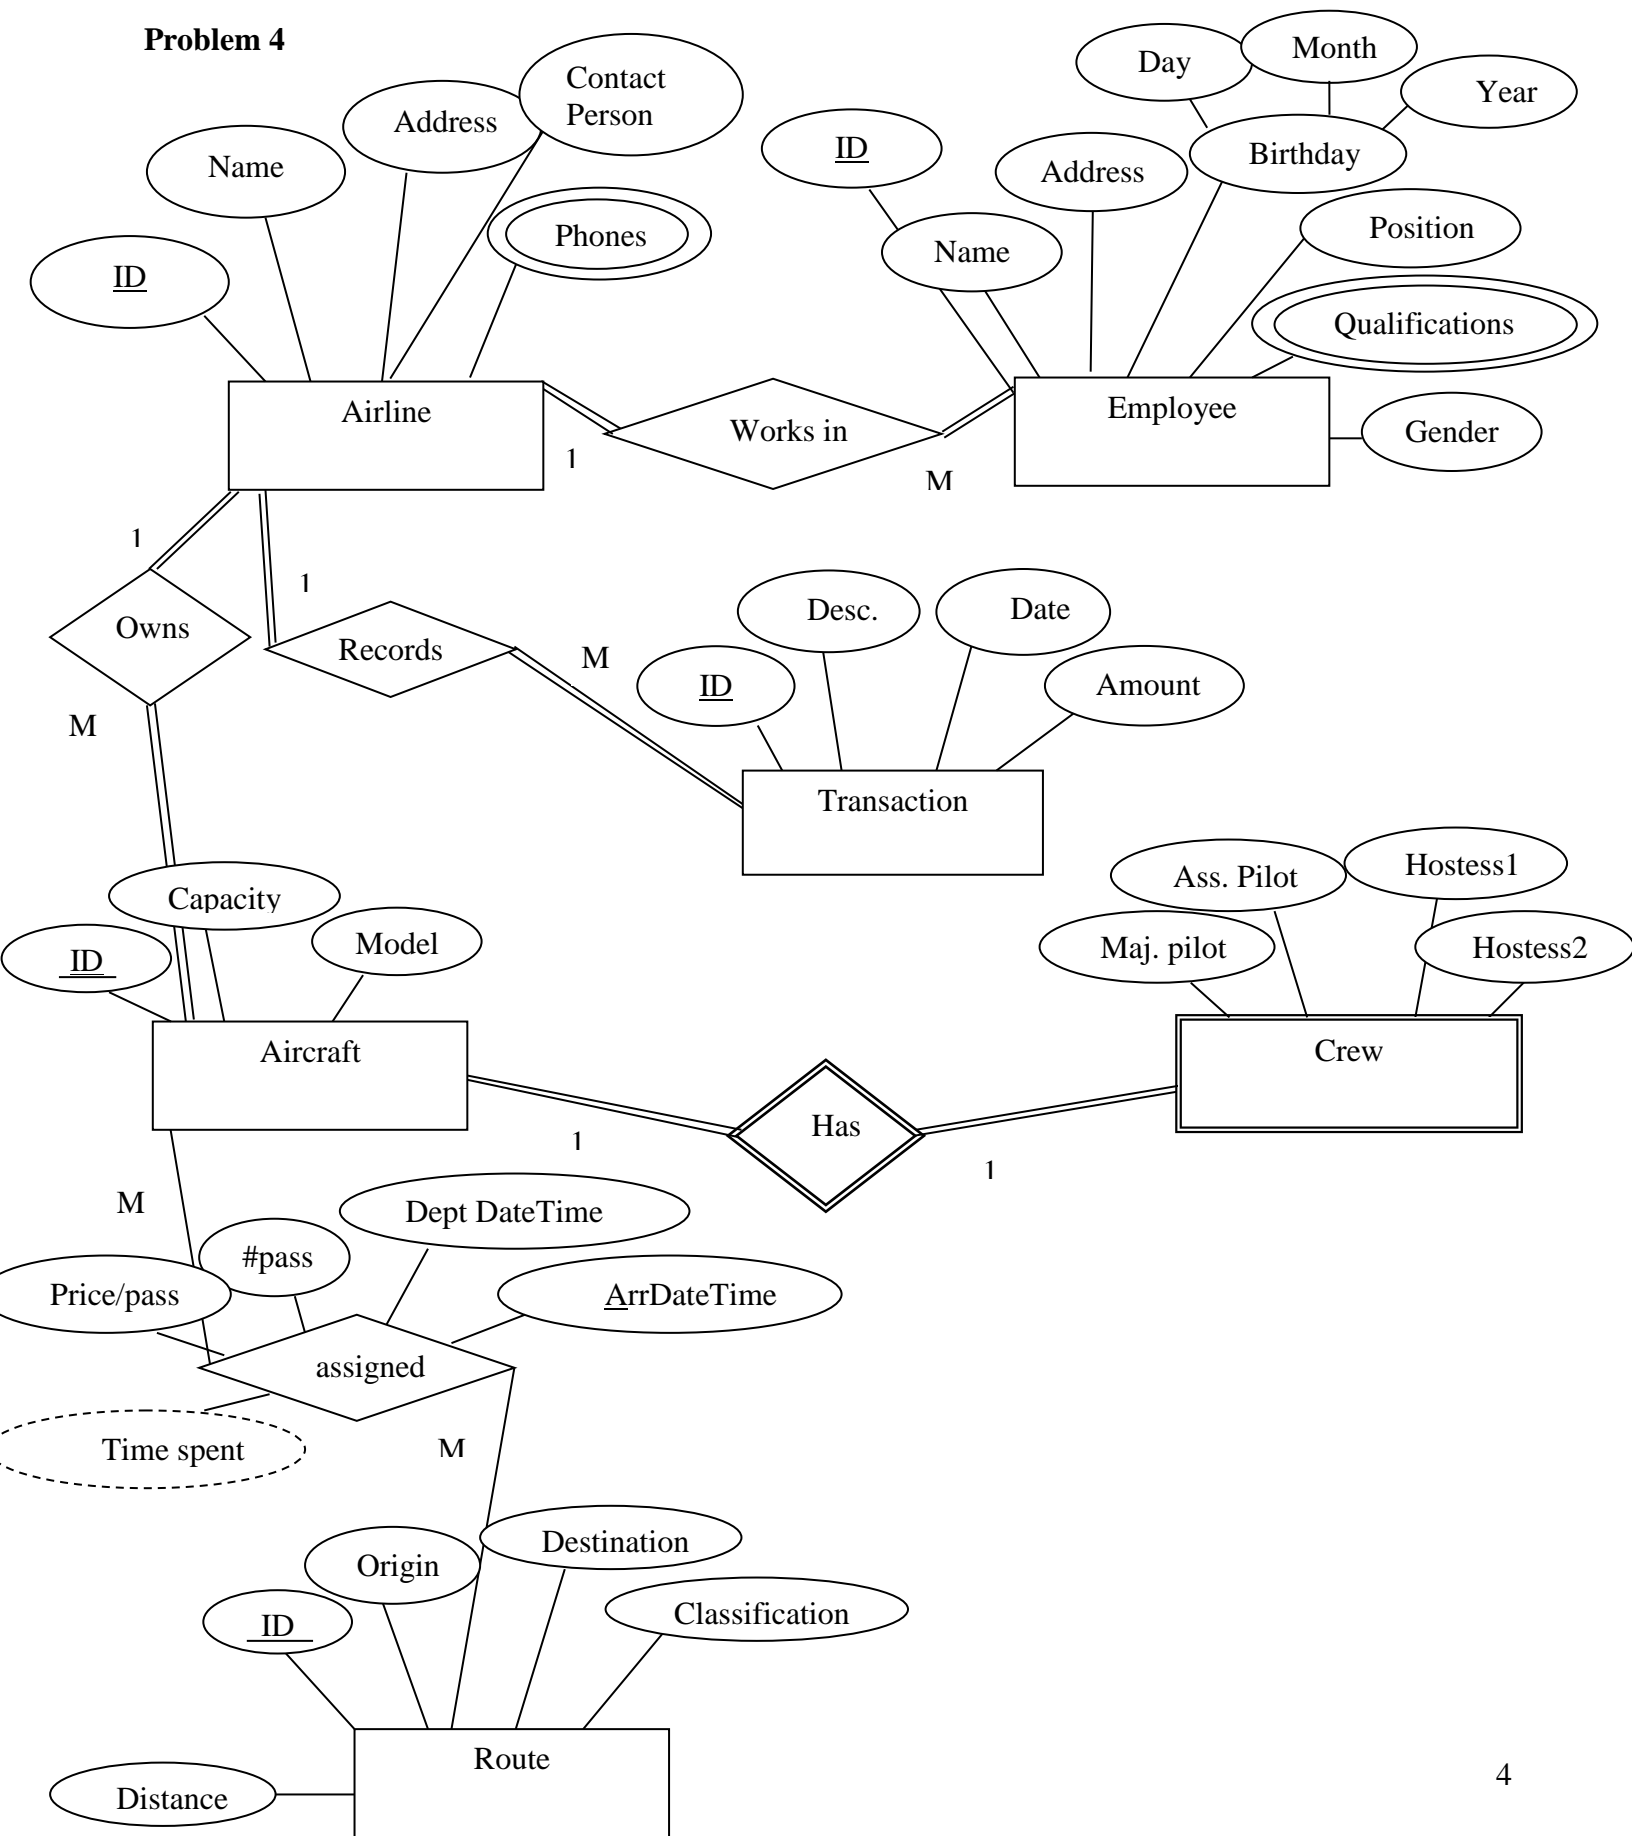 Problem 4
Contact
Person
Day
Month
Year
Name
Address
ID
Address
Birthday
Phones
Name
Position
ID
Qualifications
Airline
Works in
Employee
Gender
1
M
1
1
Owns
Records
M
Desc.
Date
M
ID
Amount
Transaction
Capacity
Ass. Pilot
Hostess1
ID
Model
Maj. pilot
Hostess2
Aircraft
Crew
Has
1
1
M
Dept DateTime
#pass
Price/pass
ArrDateTime
assigned
Time spent
M
Origin
Destination
ID
Classification
Route
Distance
4